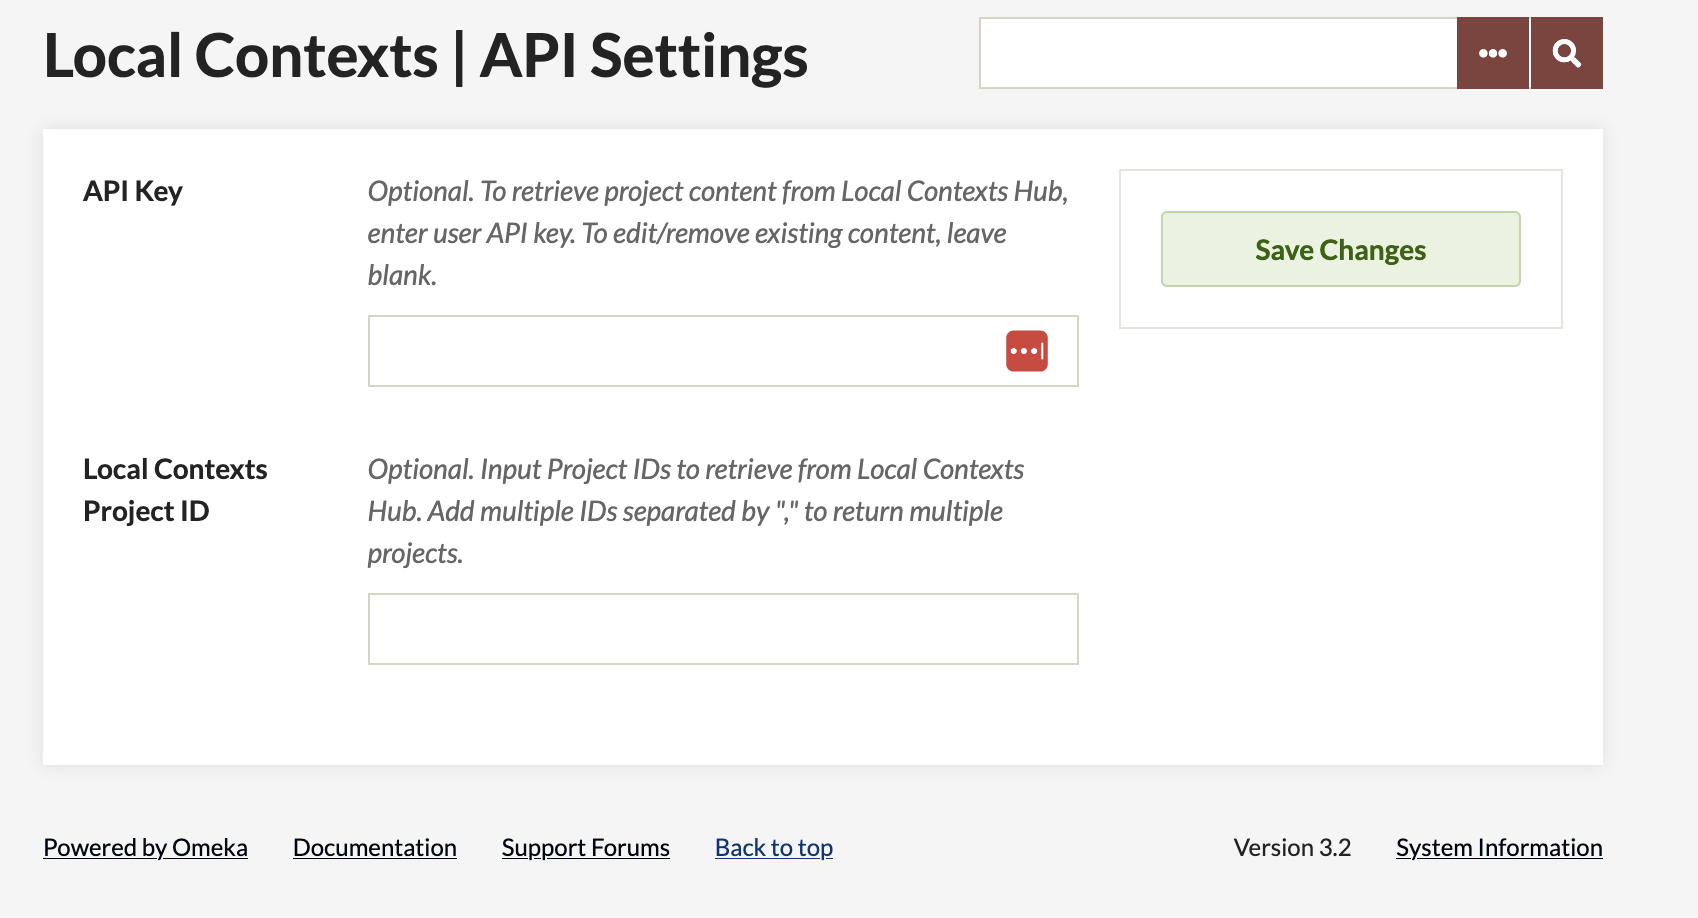 Local Contexts | API Settings
API Key
Optional. To retrieve project content from Local Contexts Hub,
enter user API key. To edit/remove existing content, leave
blank.
Save Changes
Local Contexts
Project ID
Optional. Input Project IDs to retrieve from Local Contexts
Hub. Add multiple IDs separated by "," to return multiple
projects.
Powered by Omeka Documentation Support Forums Back to top Version 3.2 System Information